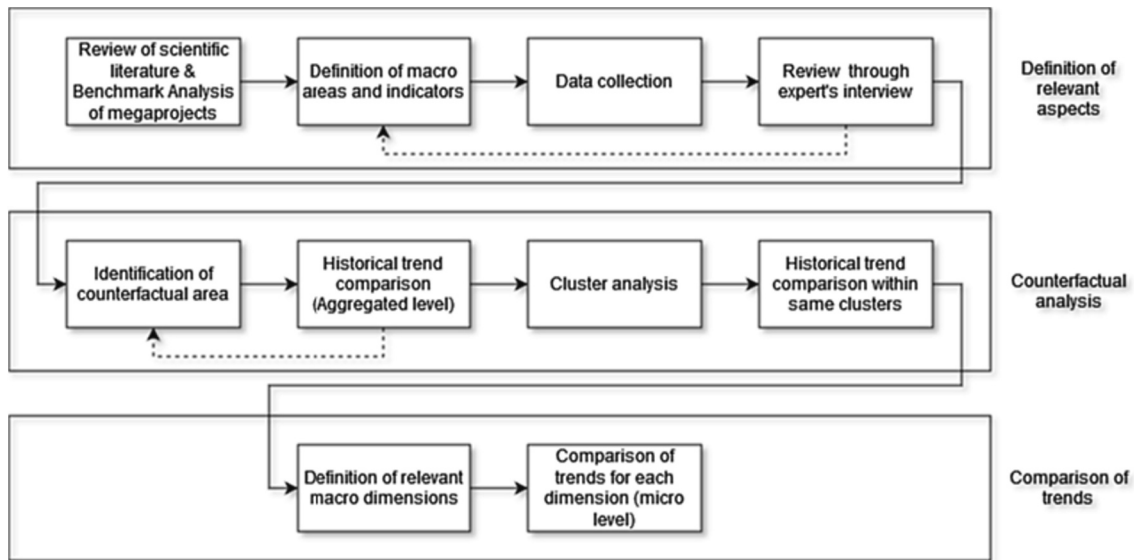 Review of scientific
literature &
Benchmark Analysis
of megaprojects
Definition of macro
areas and indicators
Data collection
Review through
expert's interview
Definition of
relevant
aspects
Identification of
counterfactual area
Historical trend
comparison
(Aggregated level)
Cluster analysis
Historical trend
comparison within
same clusters
Counterfactual
analysis
Definition of relevant
macro dimensions
Comparison of
trends for each
dimension (micro
level)
Comparison of
trends